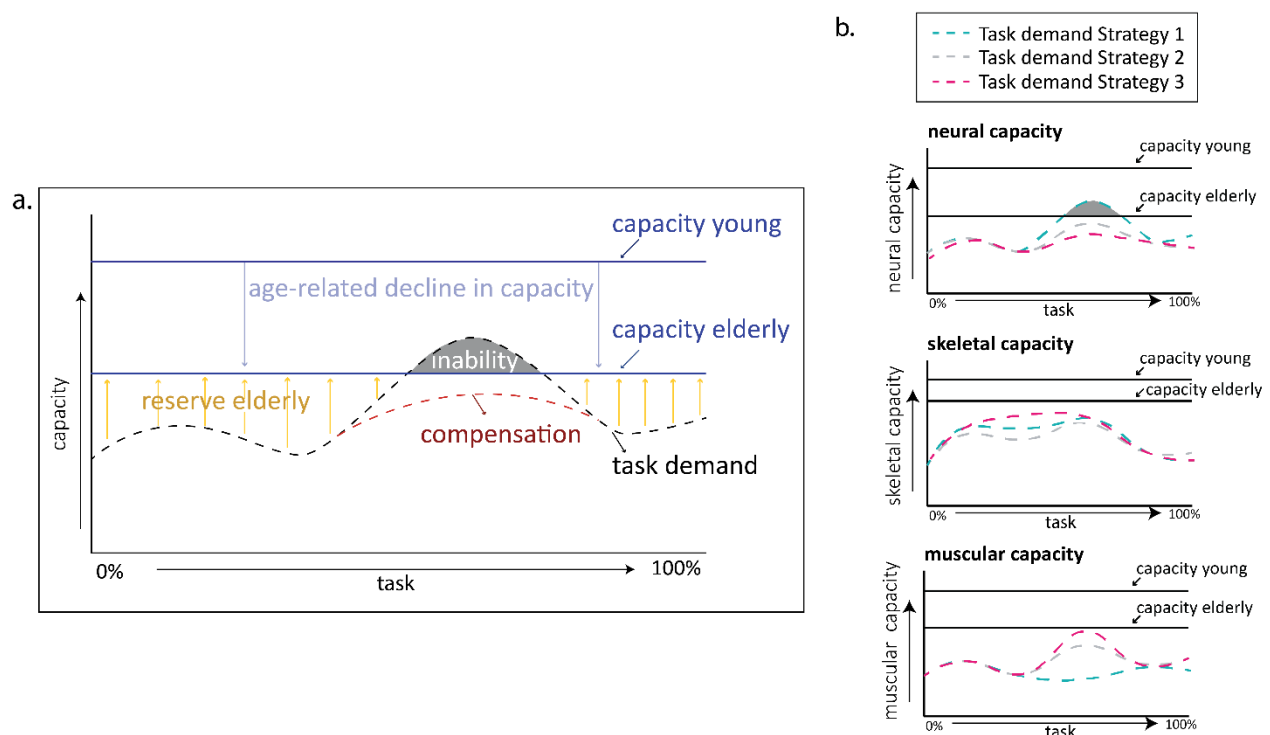 a.
capacity young
age-related decline in capacity
capacity elderly
inability
reserve elderly
compensation
task demand
capacity
0%
100%
task
b.
Task demand Strategy 1
Task demand Strategy 2
Task demand Strategy 3
neural capacity
capacity young
capacity elderly
neural capacity
0%
100%
task
skeletal capacity
capacity young
capacity elderly
skeletal capacity
0%
100%
task
muscular capacity
capacity young
capacity elderly
muscular capacity
0%
100%
task